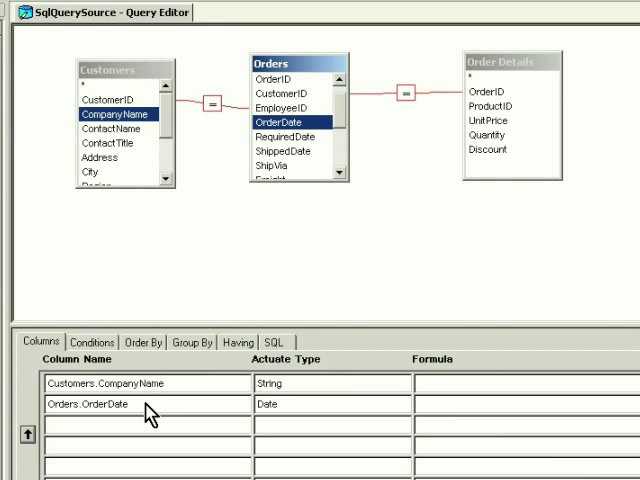 SqlQuerySource - Query Editor
Customers
*
CustomerID
CompanyName
ContactName
ContactTitle
Address
City
Region
Orders
OrderID
CustomerID
EmployeeID
OrderDate
RequiredDate
ShippedDate
ShipVia
Freight
Order Details
*
OrderID
ProductID
UnitPrice
Quantity
Discount
=
=
Columns
Conditions
Order By
Group By
Having
SQL
Column Name
Actuate Type
Formula
Customers.CompanyName
String
Orders.OrderDate
Date